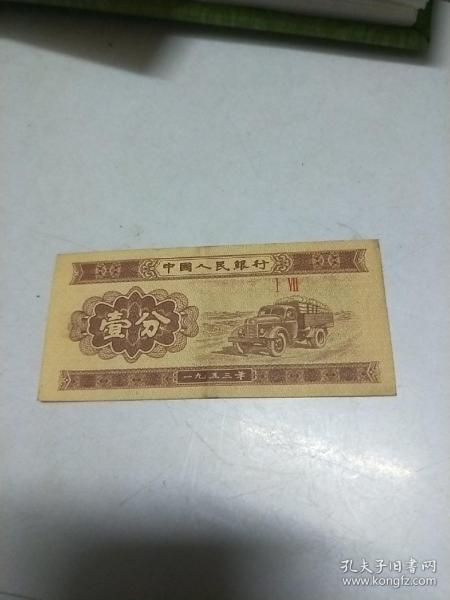 中國人民銀行
I VII
壹分
一九五三年
孔夫子旧书网
www.kongfz.com